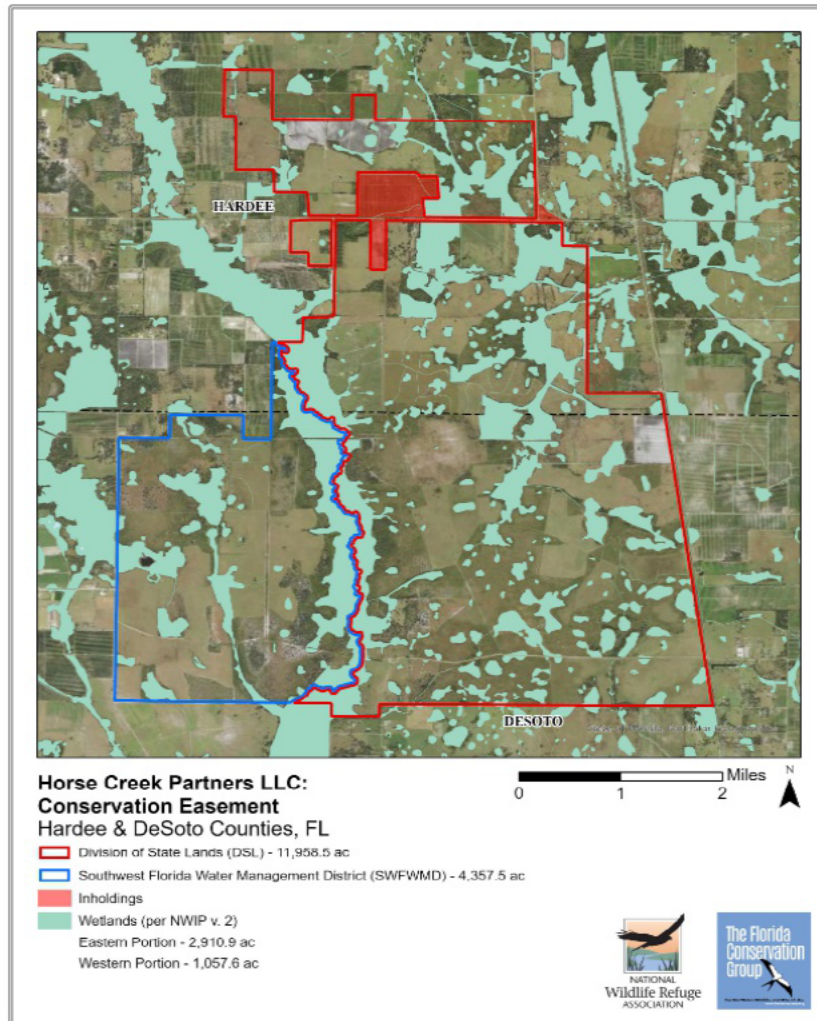 HARDEE
DESOTO
Horse Creek Partners LLC:
Conservation Easement
Hardee & DeSoto Counties, FL
Miles
0 1 2
N
Division of State Lands (DSL) - 11,958.5 ac
Southwest Florida Water Management District (SWFWMD) - 4,357.5 ac
Inholdings
Wetlands (per NWIP v. 2)
Eastern Portion - 2,910.9 ac
Western Portion - 1,057.6 ac
NATIONAL
Wildlife Refuge
ASSOCIATION
The Florida
Conservation
Group